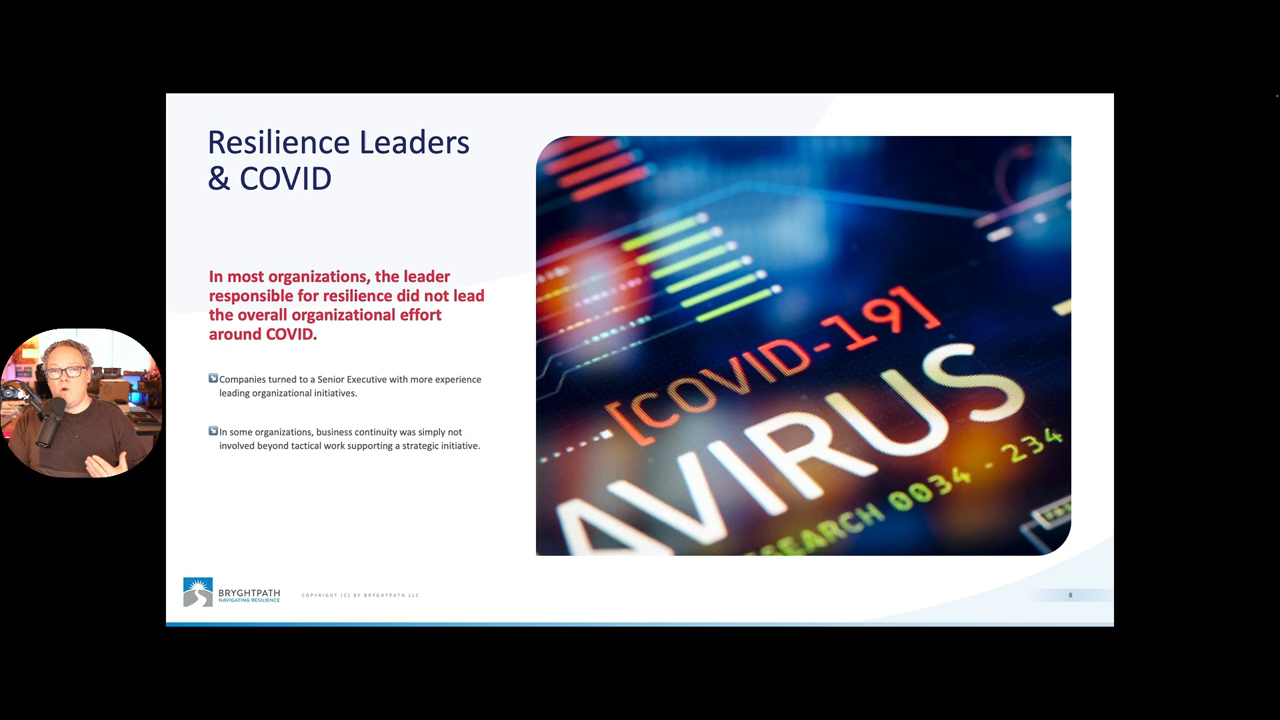 Resilience Leaders
& COVID
In most organizations, the leader
responsible for resilience did not lead
the overall organizational effort
around COVID.
Companies turned to a Senior Executive with more experience
leading organizational initiatives.
In some organizations, business continuity was simply not
involved beyond tactical work supporting a strategic initiative.
[COVID-19]
AVIRUS
SEARCH 0034 - 234
BRYGHTPATH
NAVIGATING RESILIENCE
COPYRIGHT (C) BY BRYGHTPATH LLC
8